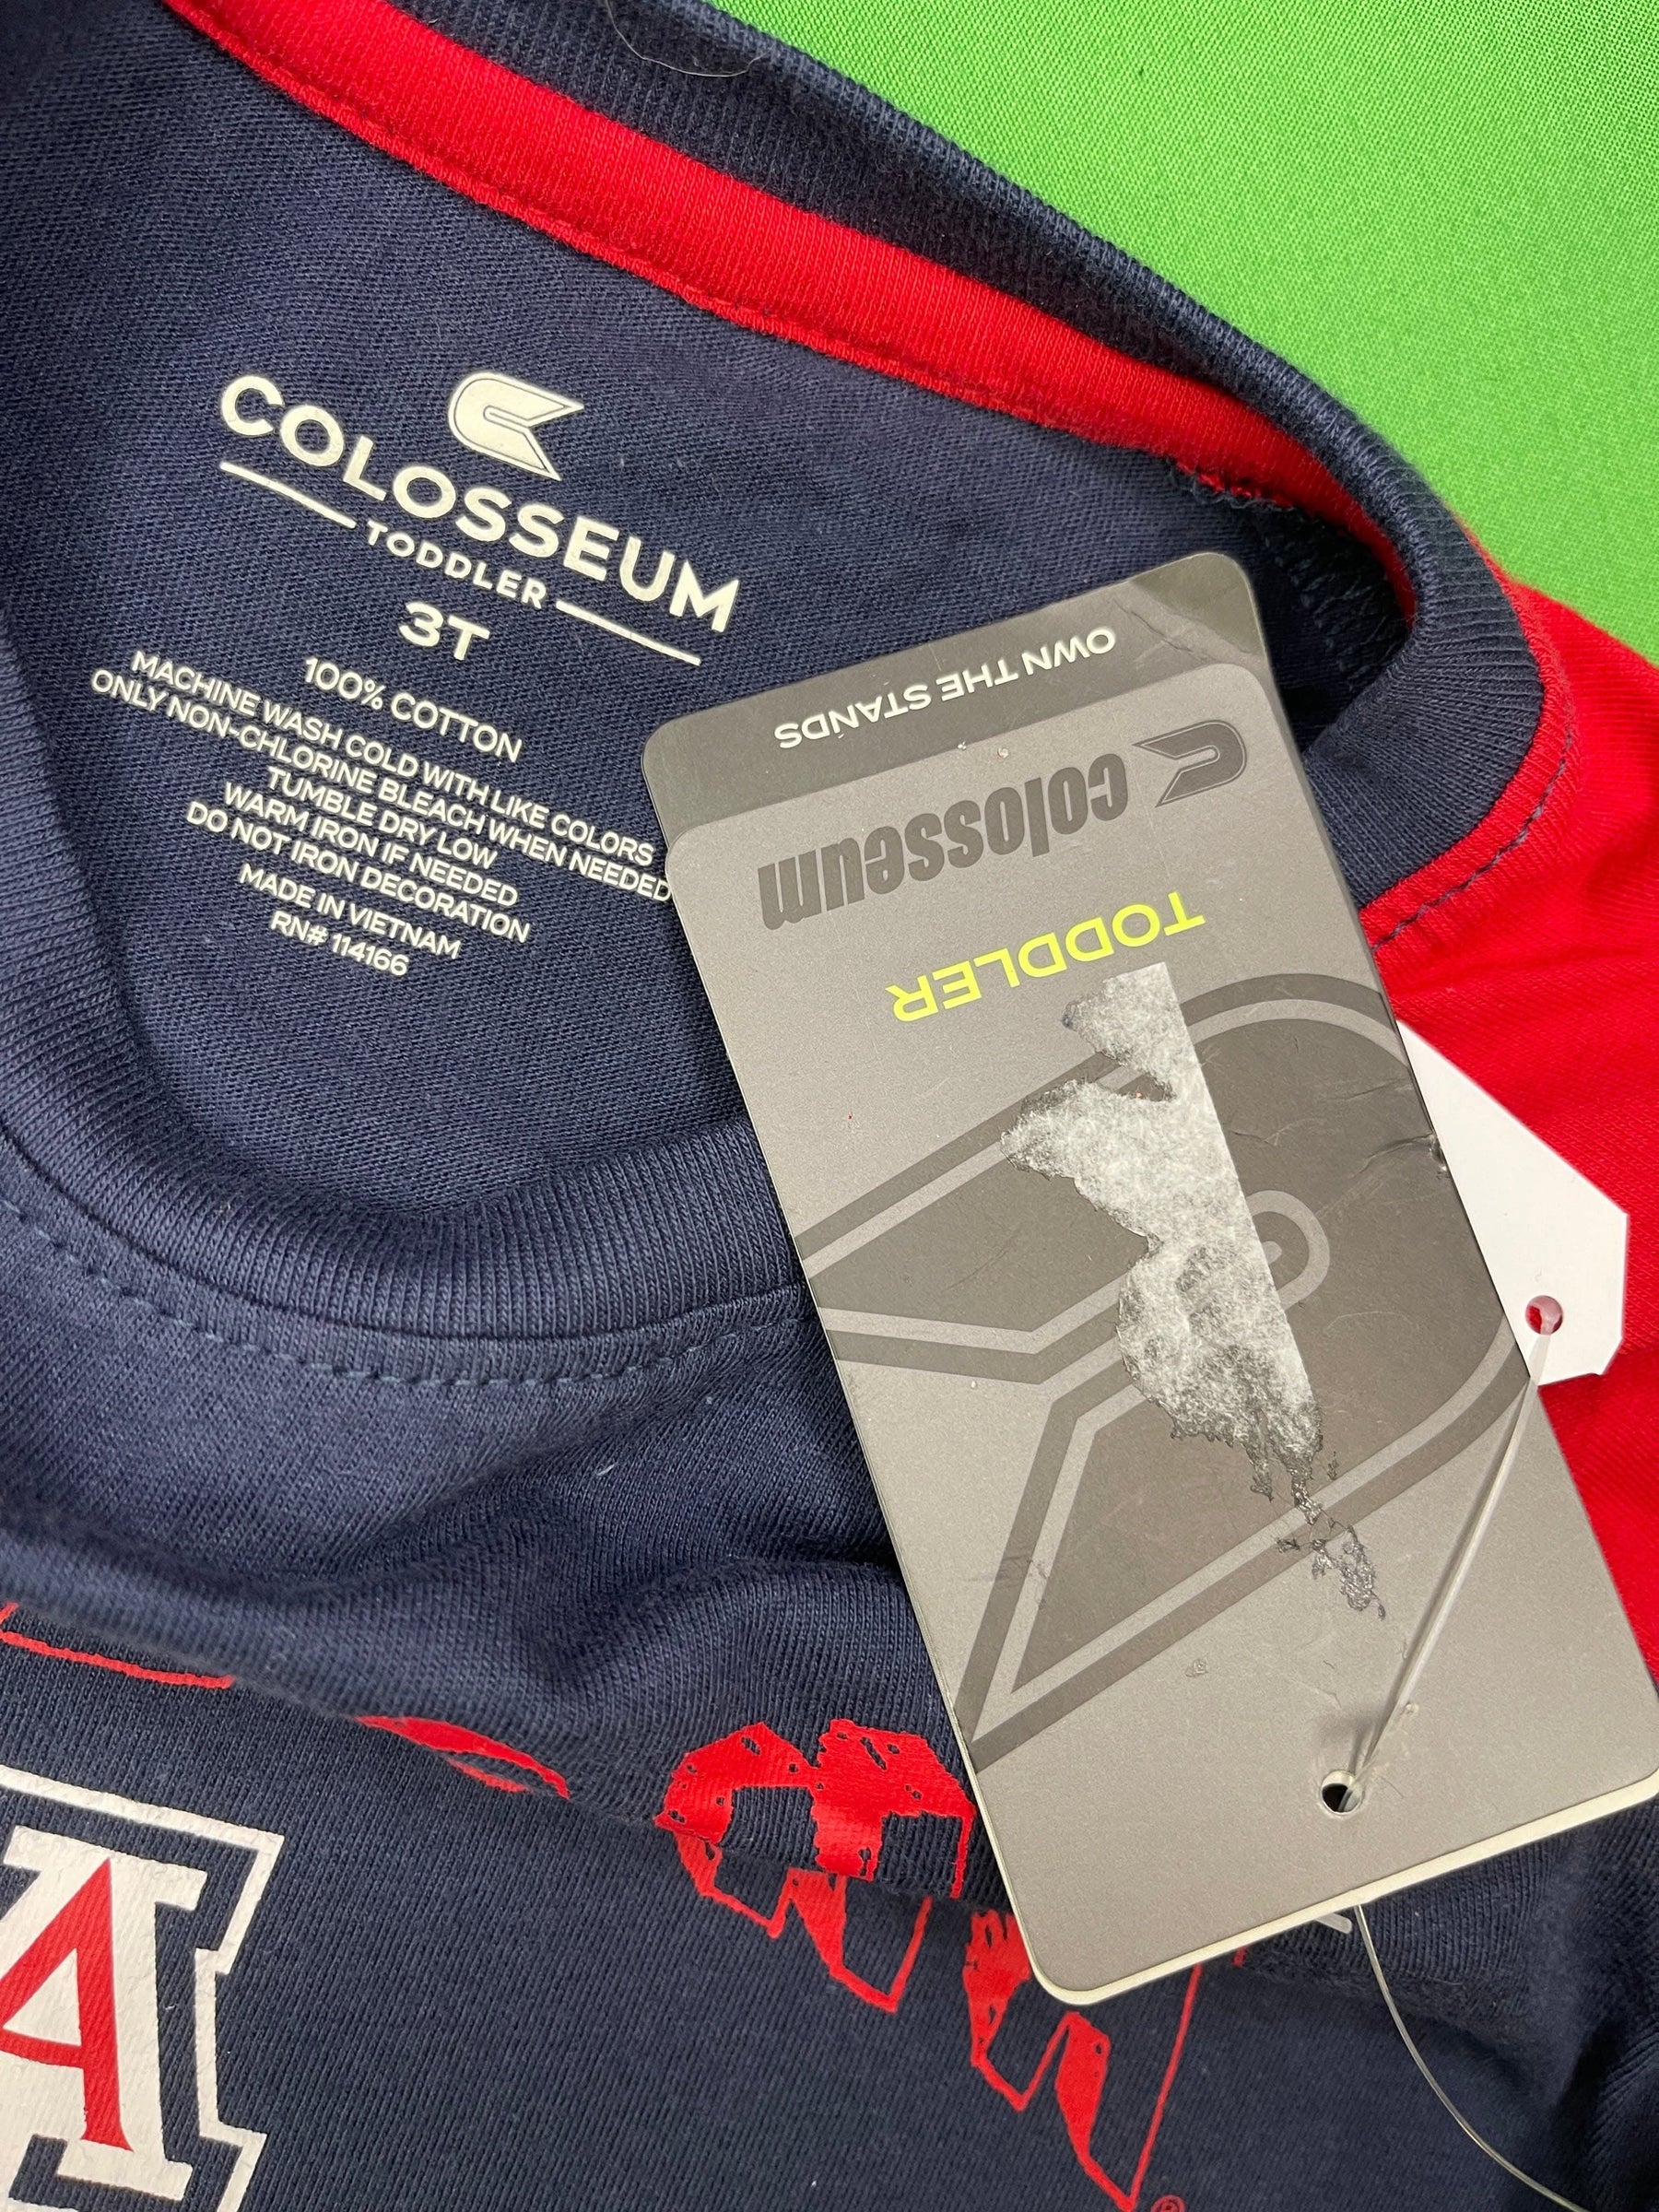 COLOSSEUM
TODDLER
3T
100% COTTON
MACHINE WASH COLD WITH LIKE COLORS
ONLY NON-CHLORINE BLEACH WHEN NEEDED
TUMBLE DRY LOW
WARM IRON IF NEEDED
DO NOT IRON DECORATION
MADE IN VIETNAM
RN# 114166
OWN THE STANDS
colosseum
TODDLER
A
®